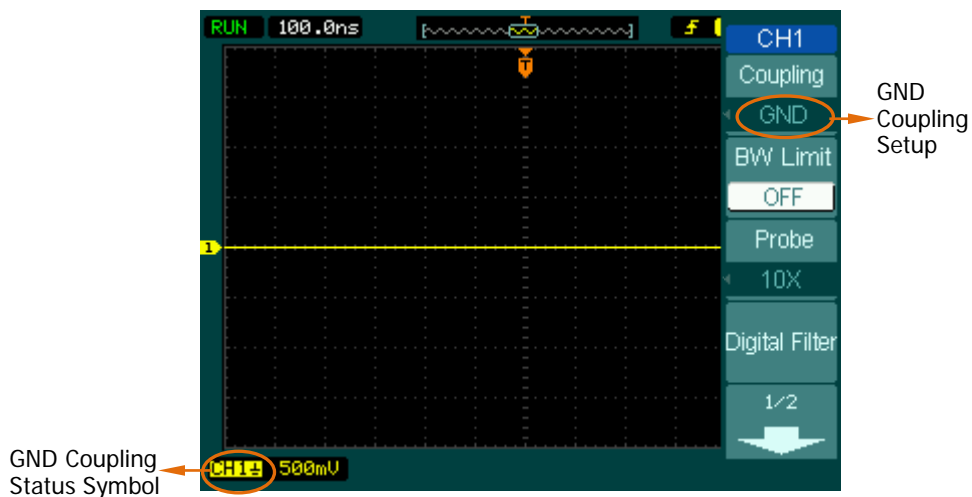 RUN 100.0ns
T
CH1
Coupling
GND
GND
Coupling
Setup
BW Limit
OFF
1
Probe
10X
Digital Filter
1/2
GND Coupling
Status Symbol
CH1 500mV